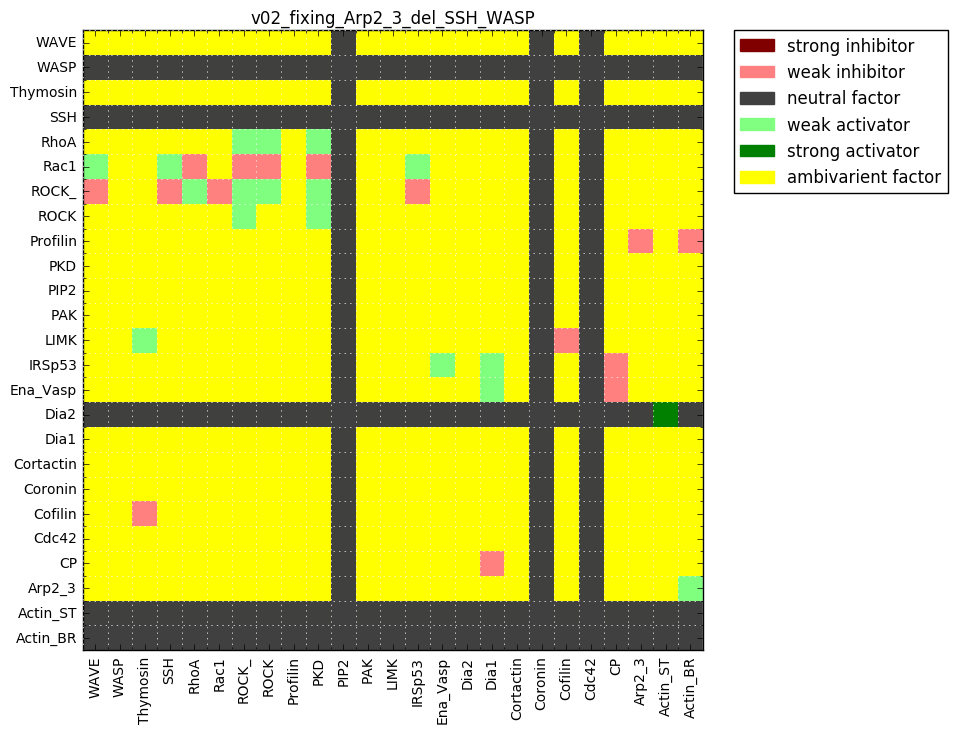 v02_fixing_Arp2_3_del_SSH_WASP
WAVE
WASP
Thymosin
SSH
RhoA
Rac1
ROCK_
ROCK
Profilin
PKD
PIP2
PAK
LIMK
IRSp53
Ena_Vasp
Dia2
Dia1
Cortactin
Coronin
Cofilin
Cdc42
CP
Arp2_3
Actin_ST
Actin_BR
WAVE
WASP
Thymosin
SSH
RhoA
Rac1
ROCK_
ROCK
Profilin
PKD
PIP2
PAK
LIMK
IRSp53
Ena_Vasp
Dia2
Dia1
Cortactin
Coronin
Cofilin
Cdc42
CP
Arp2_3
Actin_ST
Actin_BR
strong inhibitor
weak inhibitor
neutral factor
weak activator
strong activator
ambivarient factor